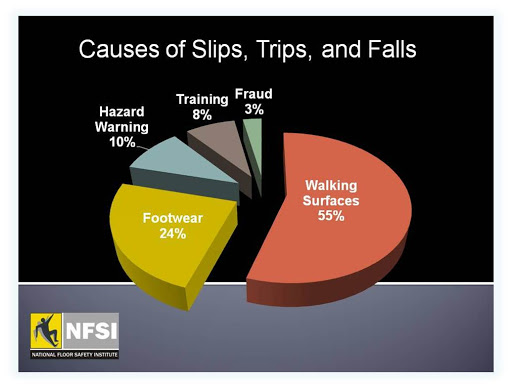 Causes of Slips, Trips, and Falls
Fraud
3%
Training
8%
Hazard
Warning
10%
Walking
Surfaces
55%
Footwear
24%
NFSI
NATIONAL FLOOR SAFETY INSTITUTE